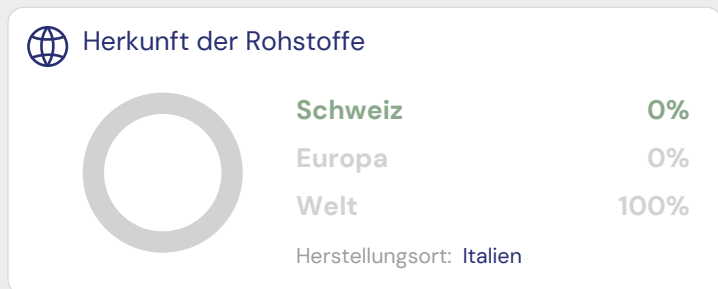 Herkunft der Rohstoffe
Schweiz 0%
Europa 0%
Welt 100%
Herstellungsort: Italien